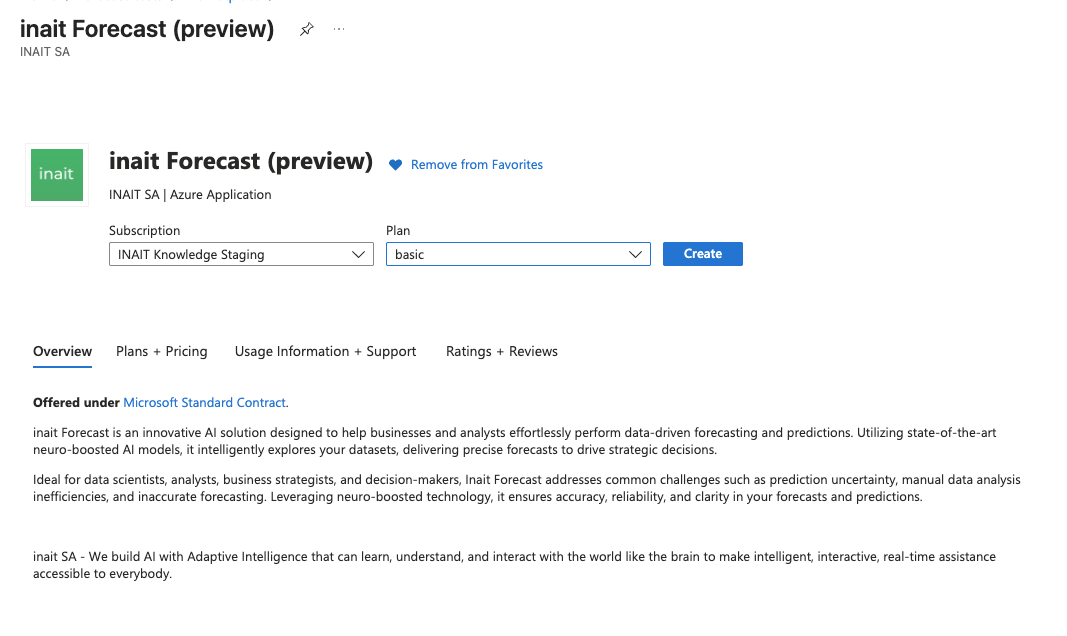 inait Forecast (preview)
INAIT SA
inait
inait Forecast (preview)
Remove from Favorites
INAIT SA | Azure Application
Subscription
Plan
INAIT Knowledge Staging
basic
Create
Overview
Plans + Pricing
Usage Information + Support
Ratings + Reviews
Offered under Microsoft Standard Contract.
inait Forecast is an innovative AI solution designed to help businesses and analysts effortlessly perform data-driven forecasting and predictions. Utilizing state-of-the-art
neuro-boosted AI models, it intelligently explores your datasets, delivering precise forecasts to drive strategic decisions.
Ideal for data scientists, analysts, business strategists, and decision-makers, Inait Forecast addresses common challenges such as prediction uncertainty, manual data analysis
inefficiencies, and inaccurate forecasting. Leveraging neuro-boosted technology, it ensures accuracy, reliability, and clarity in your forecasts and predictions.
inait SA - We build AI with Adaptive Intelligence that can learn, understand, and interact with the world like the brain to make intelligent, interactive, real-time assistance
accessible to everybody.